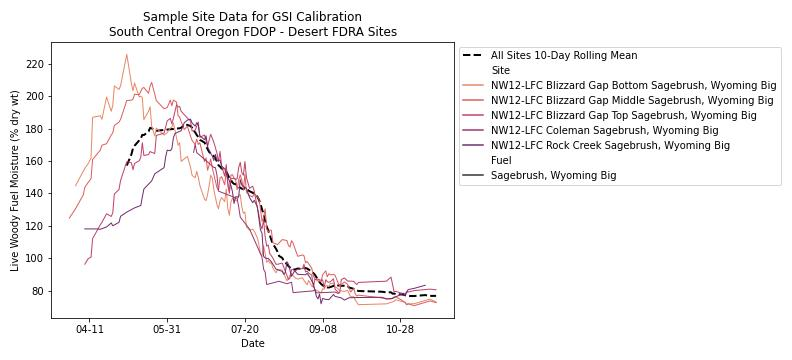 Sample Site Data for GSI Calibration
South Central Oregon FDOP - Desert FDRA Sites
Live Woody Fuel Moisture (% dry wt)
220
200
180
160
140
120
100
80
04-11
05-31
07-20
09-08
10-28
Date
All Sites 10-Day Rolling Mean
Site
NW12-LFC Blizzard Gap Bottom Sagebrush, Wyoming Big
NW12-LFC Blizzard Gap Middle Sagebrush, Wyoming Big
NW12-LFC Blizzard Gap Top Sagebrush, Wyoming Big
NW12-LFC Coleman Sagebrush, Wyoming Big
NW12-LFC Rock Creek Sagebrush, Wyoming Big
Fuel
Sagebrush, Wyoming Big